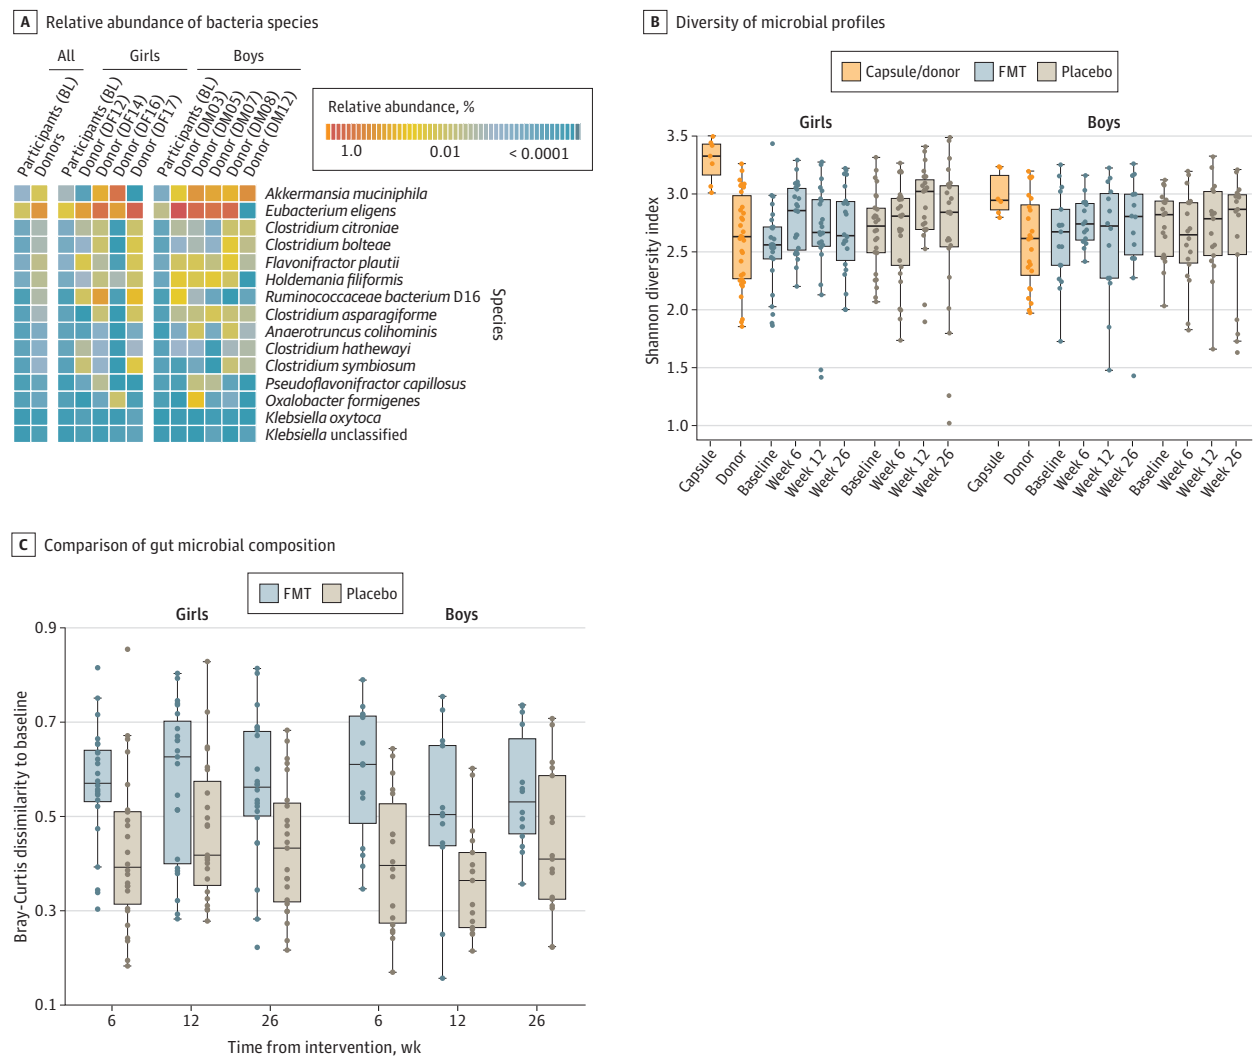 A Relative abundance of bacteria species
All Girls Boys
Participants (BL)
Donors
Participants (BL)
Donor (DF12)
Donor (DF14)
Donor (DF16)
Donor (DF17)
Participants (BL)
Donor (DM03)
Donor (DM05)
Donor (DM07)
Donor (DM08)
Donor (DM12)
Relative abundance, %
1.0 0.01 < 0.0001
Akkermansia muciniphila
Eubacterium eligens
Clostridium citroniae
Clostridium bolteae
Flavonifractor plautii
Holdemania filiformis
Ruminococcaceae bacterium D16
Clostridium asparagiforme
Anaerotruncus colihominis
Clostridium hathewayi
Clostridium symbiosum
Pseudoflavonifractor capillosus
Oxalobacter formigenes
Klebsiella oxytoca
Klebsiella unclassified
Species
B Diversity of microbial profiles
Capsule/donor FMT Placebo
Girls Boys
Shannon diversity index
3.5
3.0
2.5
2.0
1.5
1.0
Capsule
Donor
Baseline
Week 6
Week 12
Week 26
Baseline
Week 6
Week 12
Week 26
Capsule
Donor
Baseline
Week 6
Week 12
Week 26
Baseline
Week 6
Week 12
Week 26
C Comparison of gut microbial composition
FMT Placebo
Girls Boys
Bray-Curtis dissimilarity to baseline
0.9
0.7
0.5
0.3
0.1
6 12 26 6 12 26
Time from intervention, wk